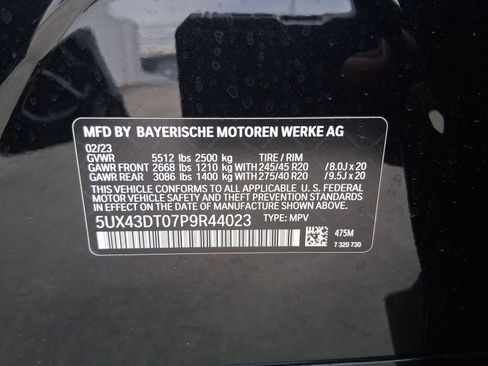 MFD BY BAYERISCHE MOTOREN WERKE AG
02/23
GVWR 5512 lbs 2500 kg TIRE / RIM
GAWR FRONT 2668 lbs 1210 kg WITH 245/45 R20 /8.0J x 20
GAWR REAR 3086 lbs 1400 kg WITH 275/40 R20 /9.5J x 20
THIS VEHICLE CONFORMS TO ALL APPLICABLE U. S. FEDERAL
MOTOR VEHICLE SAFETY AND THEFT PREVENTION STANDARDS IN EFFECT
ON THE DATE OF MANUFACTURE SHOWN ABOVE.
5UX43DT07P9R44023 TYPE: MPV
475M
7 320 730